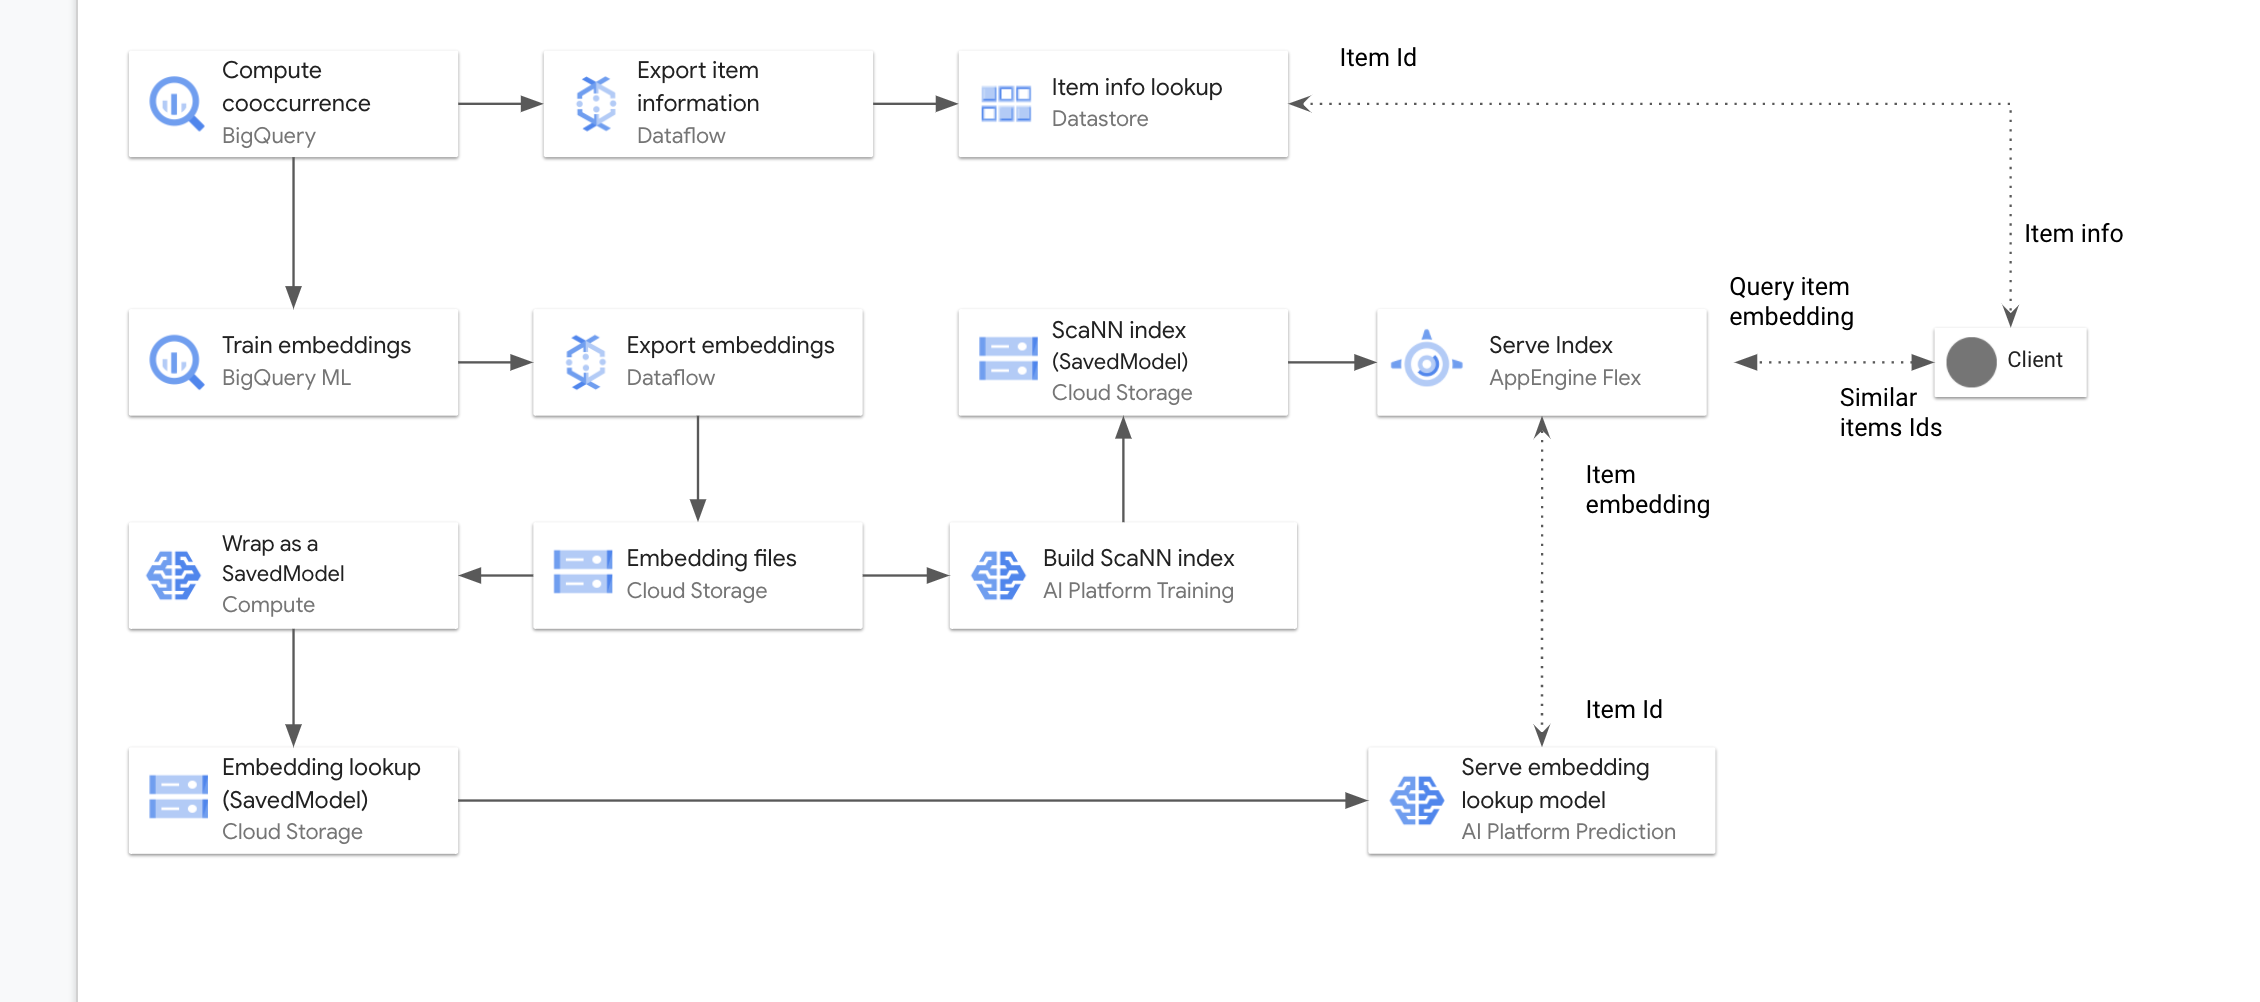 Compute
cooccurrence
BigQuery
Export item
information
Dataflow
Item info lookup
Datastore
Item Id
Item info
Train embeddings
BigQuery ML
Export embeddings
Dataflow
ScaNN index
(SavedModel)
Cloud Storage
Serve Index
AppEngine Flex
Query item
embedding
Similar
items Ids
Client
Item
embedding
Wrap as a
SavedModel
Compute
Embedding files
Cloud Storage
Build ScaNN index
AI Platform Training
Item Id
Embedding lookup
(SavedModel)
Cloud Storage
Serve embedding
lookup model
AI Platform Prediction